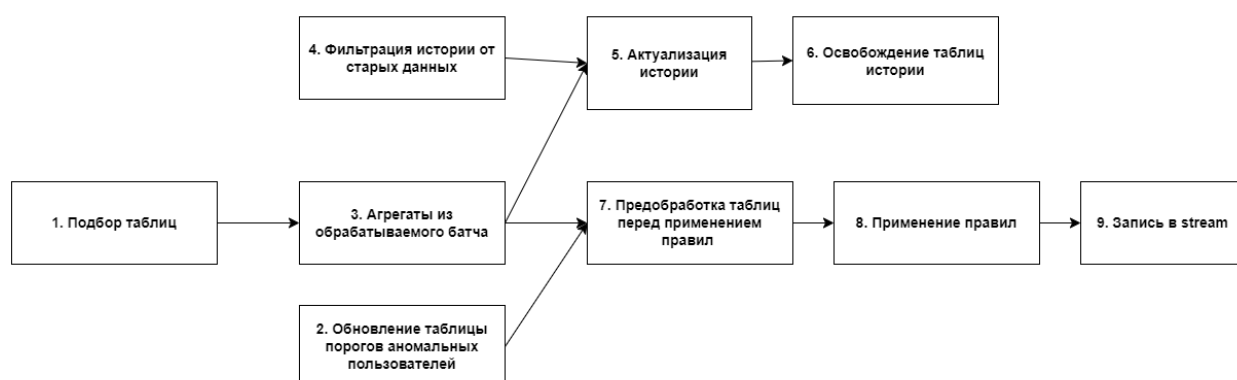 4. Фильтрация истории от
старых данных
5. Актуализация
истории
6. Освобождение таблиц
истории
1. Подбор таблиц
3. Агрегаты из
обрабатываемого батча
7. Предобработка таблиц
перед применением
правил
8. Применение правил
9. Запись в stream
2. Обновление таблицы
порогов аномальных
пользователей